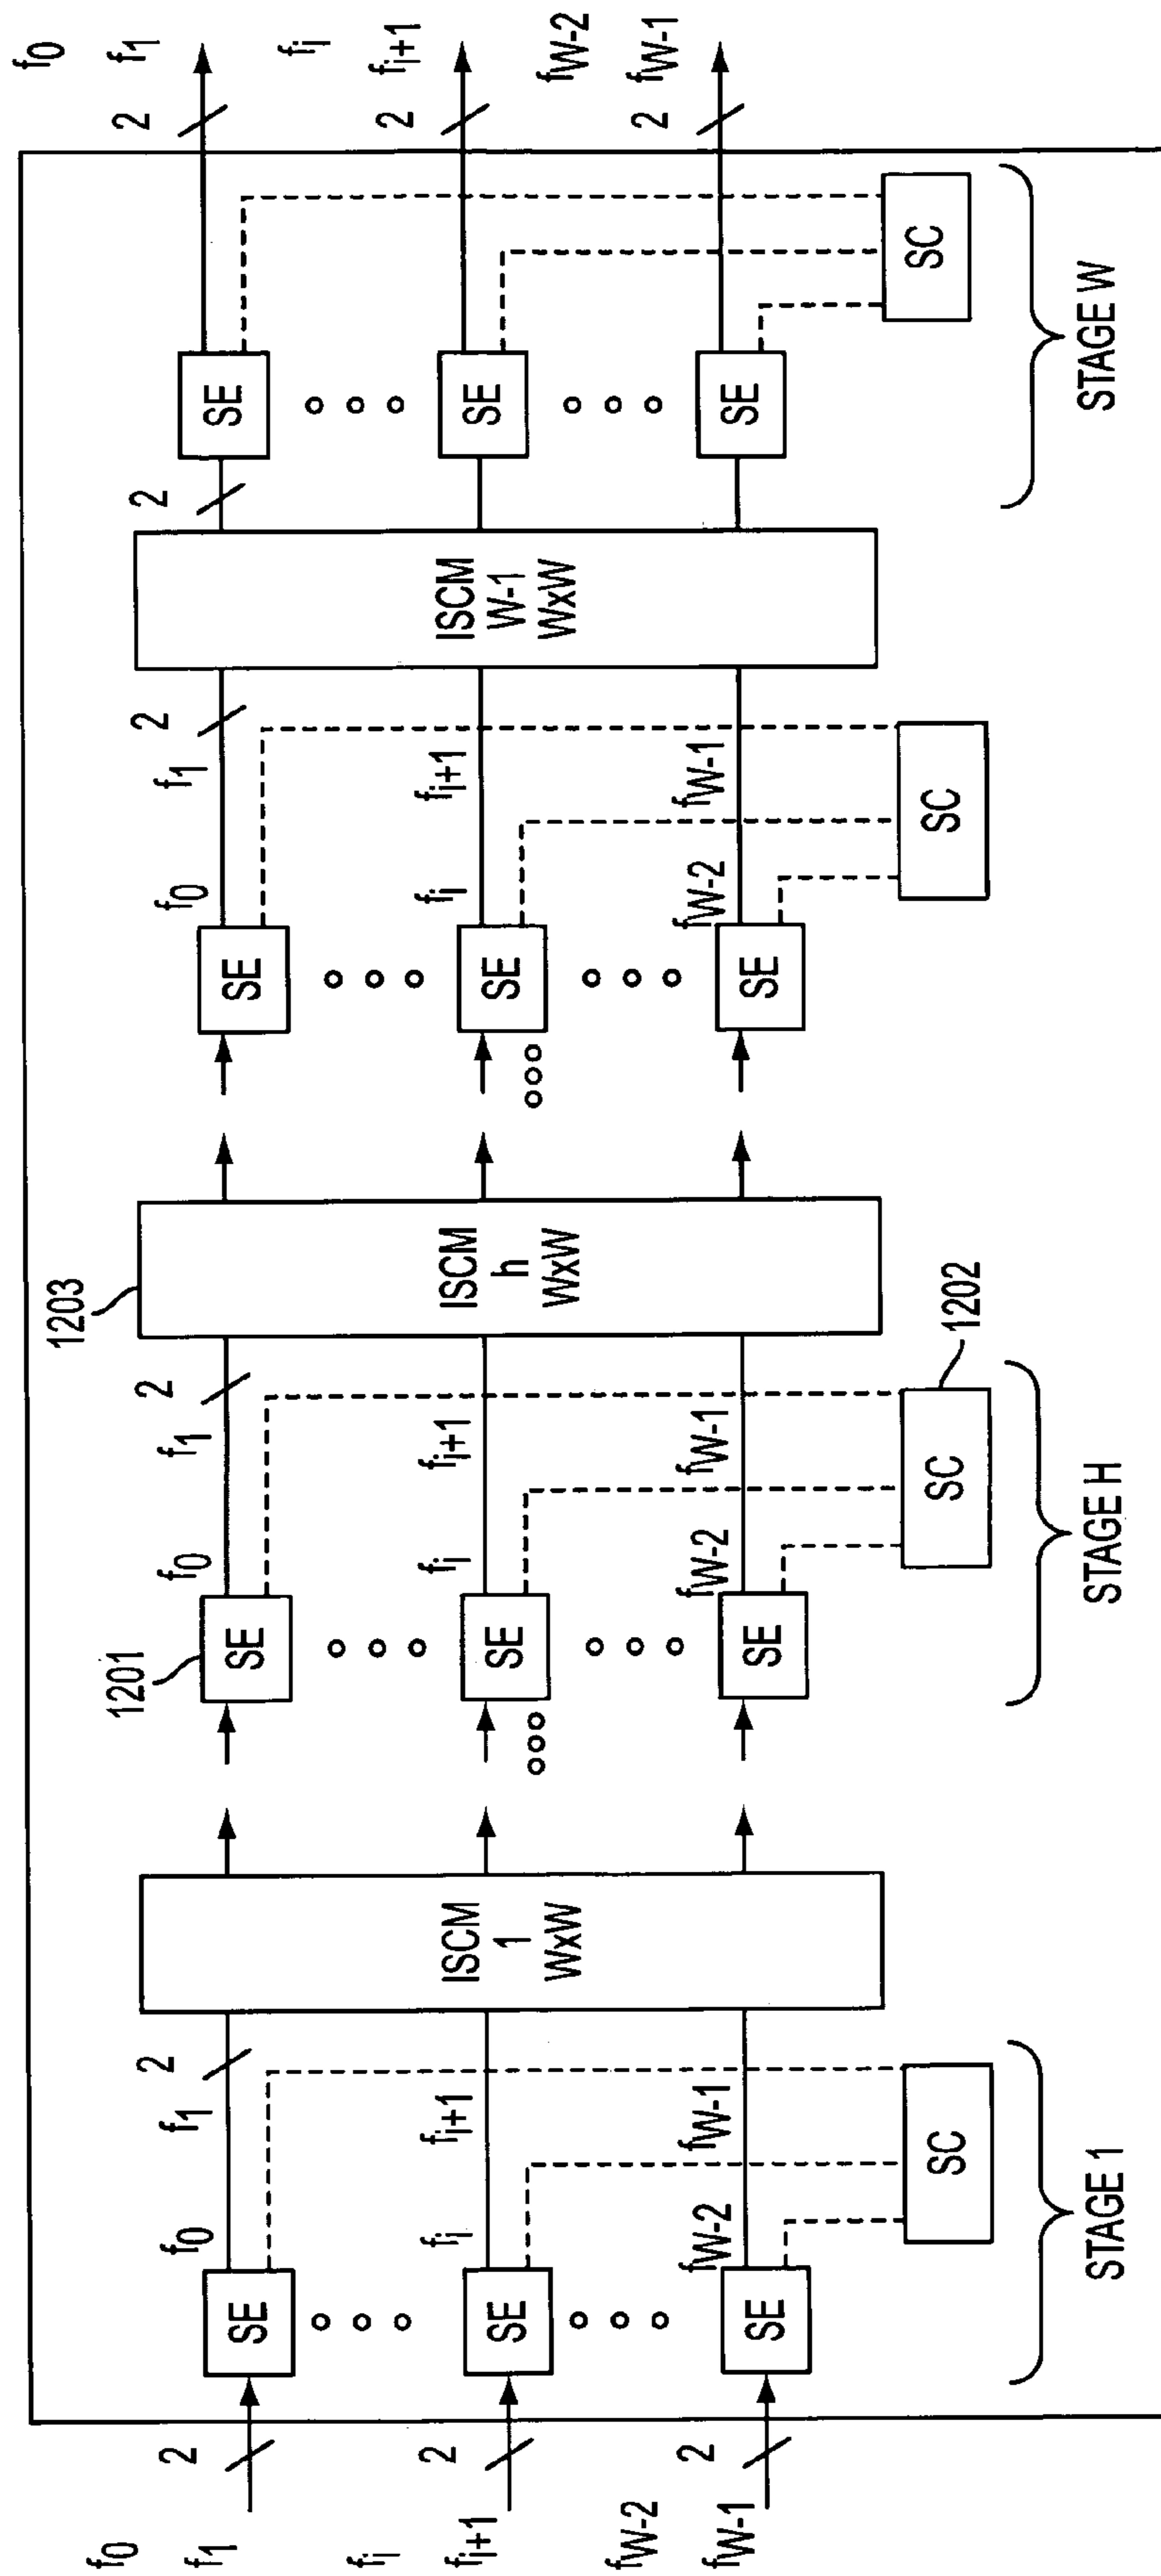 f0
f1
2
fi
fi+1
2
fW-2
fW-1
2
SE
SE
SE
f0
f1
2
fi
fi+1
fW-2
fW-1
SC
STAGE 1
ISCM
1
WxW
1201
SE
SE
SE
f0
f1
2
fi
fi+1
fW-2
fW-1
SC
1202
STAGE H
1203
ISCM
h
WxW
SE
SE
SE
f0
f1
2
fi
fi+1
fW-2
fW-1
SC
ISCM
W-1
WxW
2
SE
SE
SE
SC
STAGE W
2
f0
f1
2
fi
fi+1
2
fW-2
fW-1